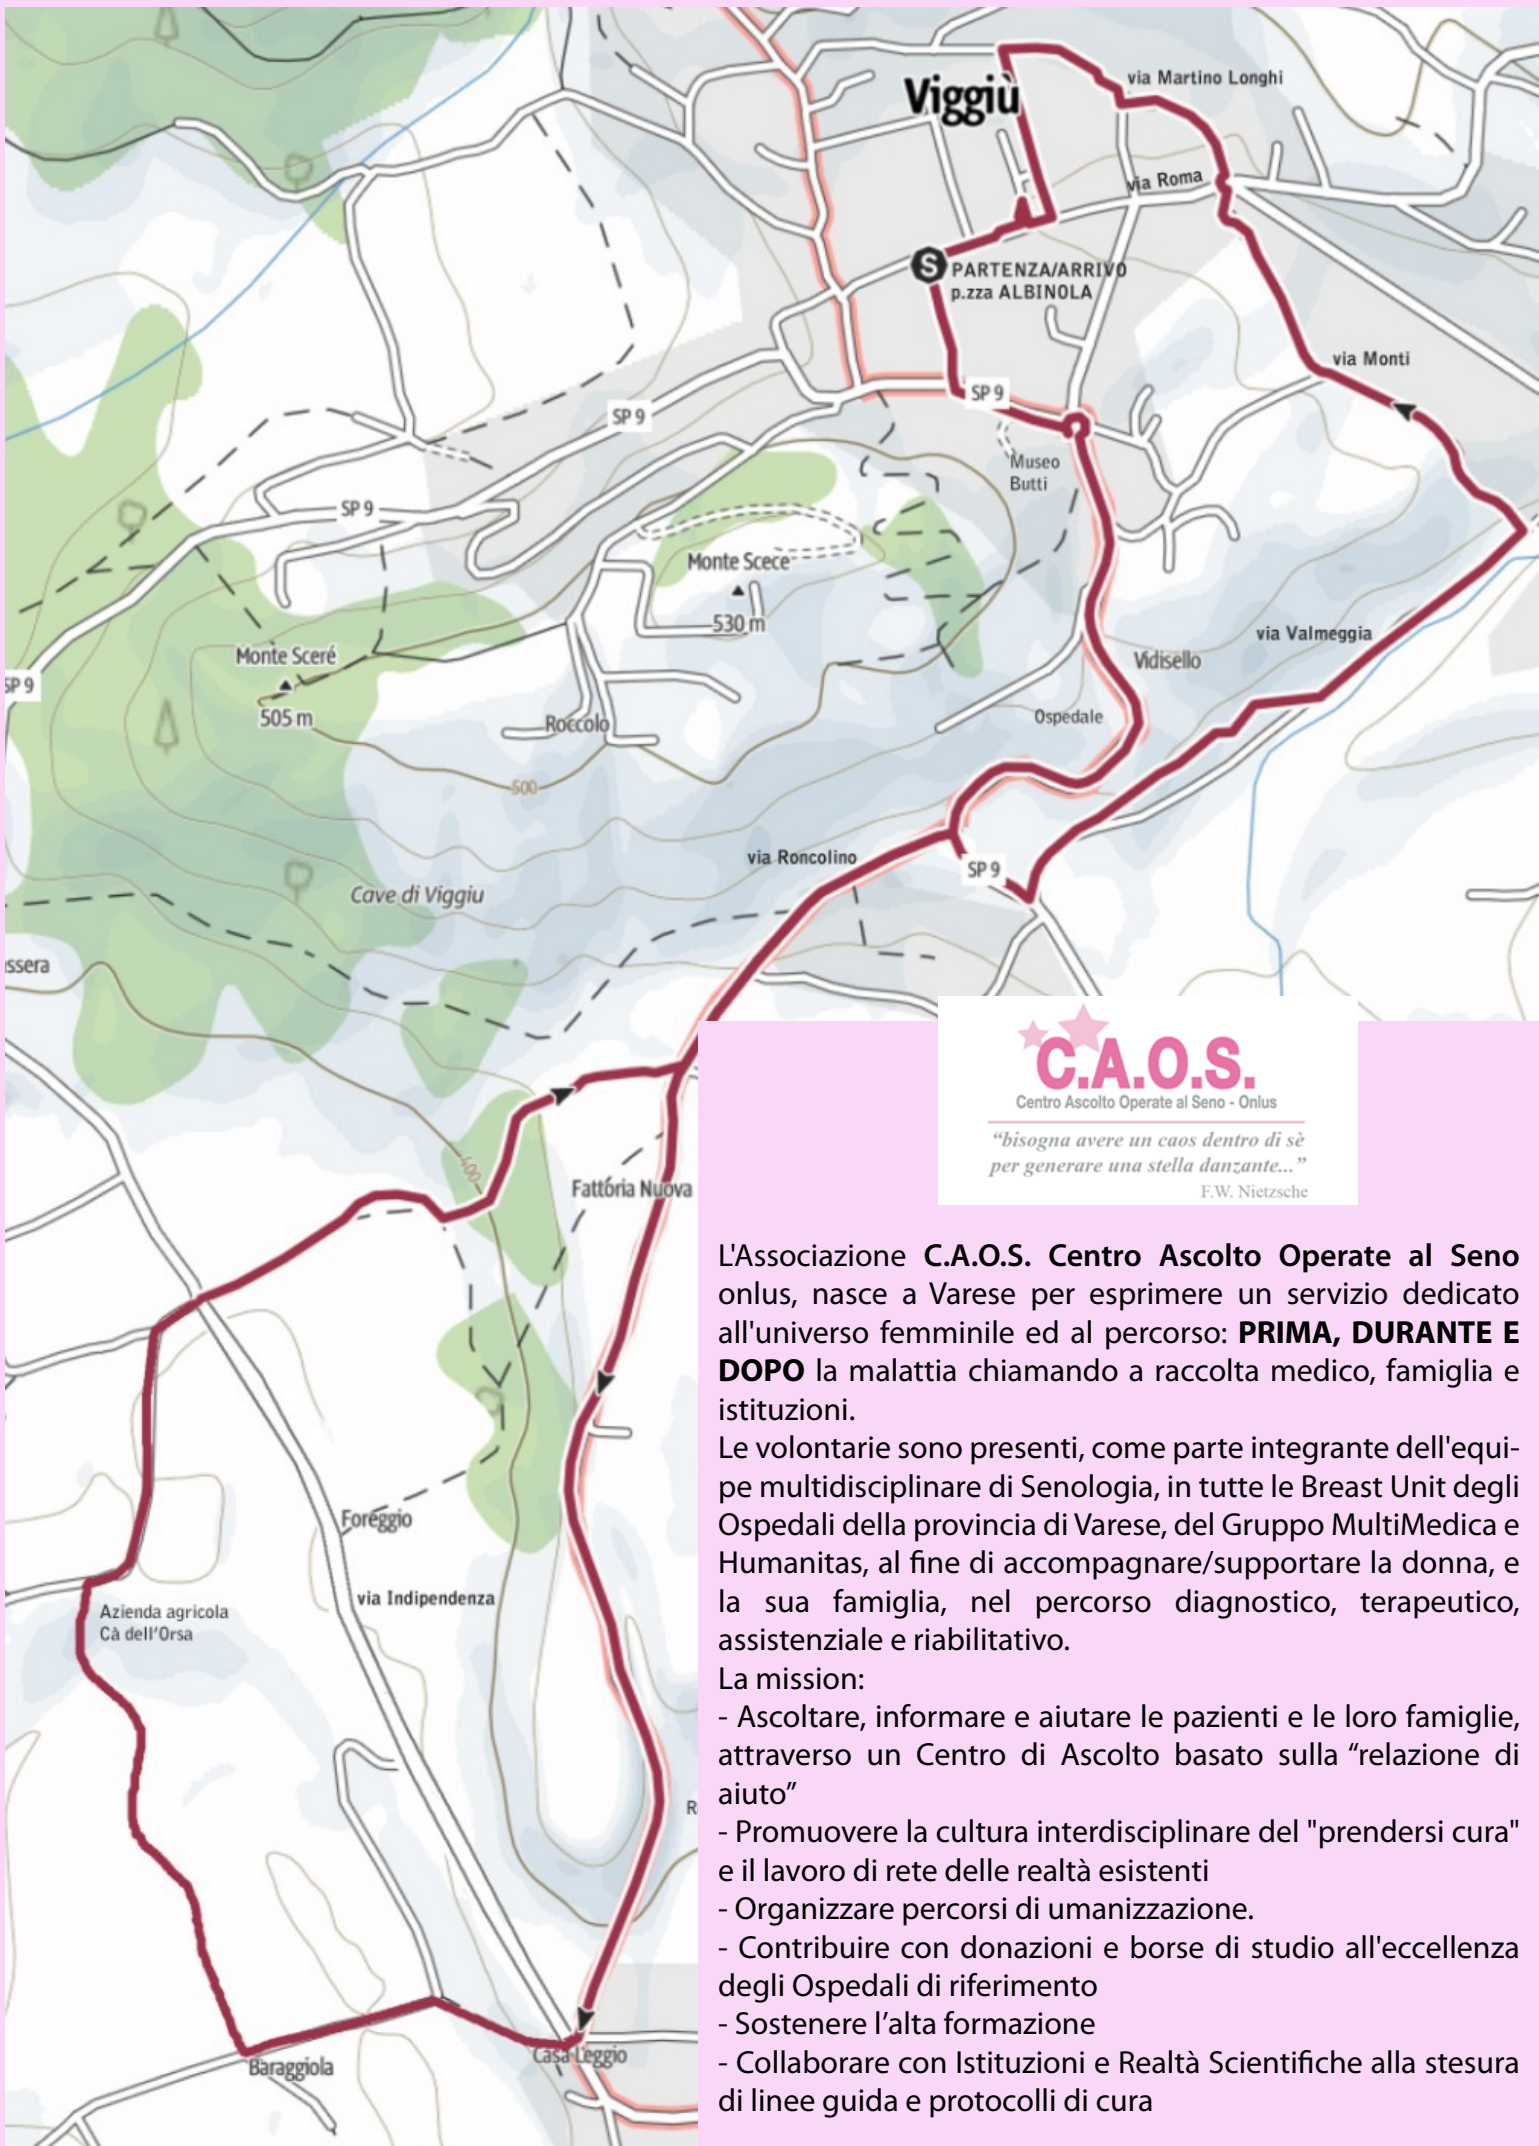 Viggiù
via Martino Longhi
via Roma
S
PARTENZA/ARRIVO
p.zza ALBINOLA
via Monti
SP 9
SP 9
Museo
Butti
SP 9
Monte Scece
530 m
via Valmeggia
Monte Sceré
505 m
SP 9
Vidisello
Roccolo
Ospedale
500
via Roncolino
SP 9
Cave di Viggiu
ssera
400
Fattória Nuova
Foréggio
via Indipendenza
Azienda agricola
Cà dell'Orsa
R
Casa Leggio
Baraggiola
C.A.O.S.
Centro Ascolto Operate al Seno - Onlus
“bisogna avere un caos dentro di sè
per generare una stella danzante...”
F.W. Nietzsche
L'Associazione C.A.O.S. Centro Ascolto Operate al Seno
onlus, nasce a Varese per esprimere un servizio dedicato
all'universo femminile ed al percorso: PRIMA, DURANTE E
DOPO la malattia chiamando a raccolta medico, famiglia e
istituzioni.
Le volontarie sono presenti, come parte integrante dell'equi-
pe multidisciplinare di Senologia, in tutte le Breast Unit degli
Ospedali della provincia di Varese, del Gruppo MultiMedica e
Humanitas, al fine di accompagnare/supportare la donna, e
la sua famiglia, nel percorso diagnostico, terapeutico,
assistenziale e riabilitativo.
La mission:
- Ascoltare, informare e aiutare le pazienti e le loro famiglie,
attraverso un Centro di Ascolto basato sulla “relazione di
aiuto”
- Promuovere la cultura interdisciplinare del "prendersi cura"
e il lavoro di rete delle realtà esistenti
- Organizzare percorsi di umanizzazione.
- Contribuire con donazioni e borse di studio all'eccellenza
degli Ospedali di riferimento
- Sostenere l’alta formazione
- Collaborare con Istituzioni e Realtà Scientifiche alla stesura
di linee guida e protocolli di cura